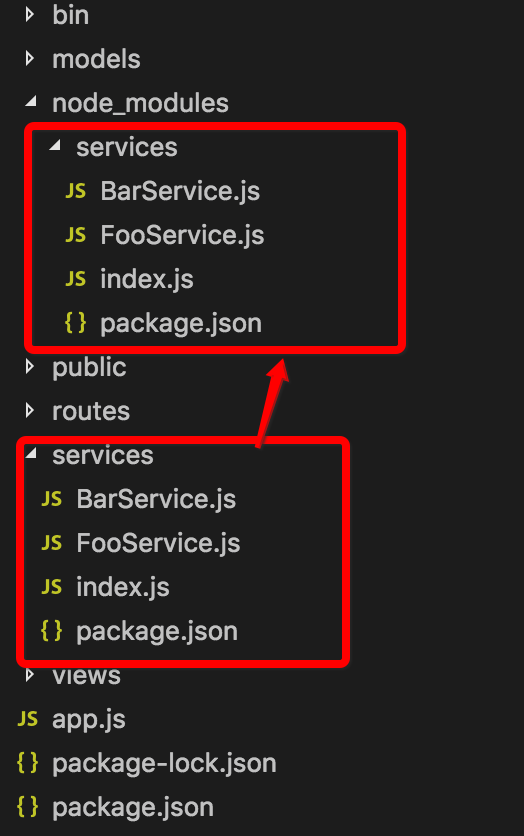 bin
models
node_modules
services
JS BarService.js
JS FooService.js
JS index.js
{ } package.json
public
routes
services
JS BarService.js
JS FooService.js
JS index.js
{ } package.json
views
JS app.js
{ } package-lock.json
{ } package.json